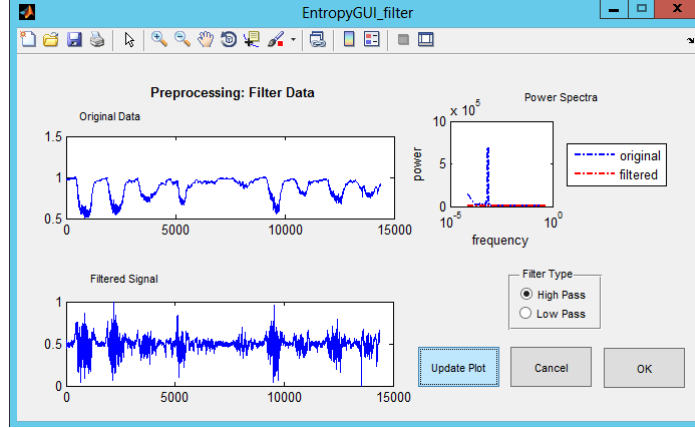 EntropyGUI_filter
Preprocessing: Filter Data
Original Data
1.5
1
0.5
0 5000 10000 15000
Power Spectra
x 10^5
10
5
0
power
10^-5 10^0
frequency
original
filtered
Filtered Signal
1
0.5
0
0 5000 10000 15000
Filter Type
High Pass
Low Pass
Update Plot Cancel OK